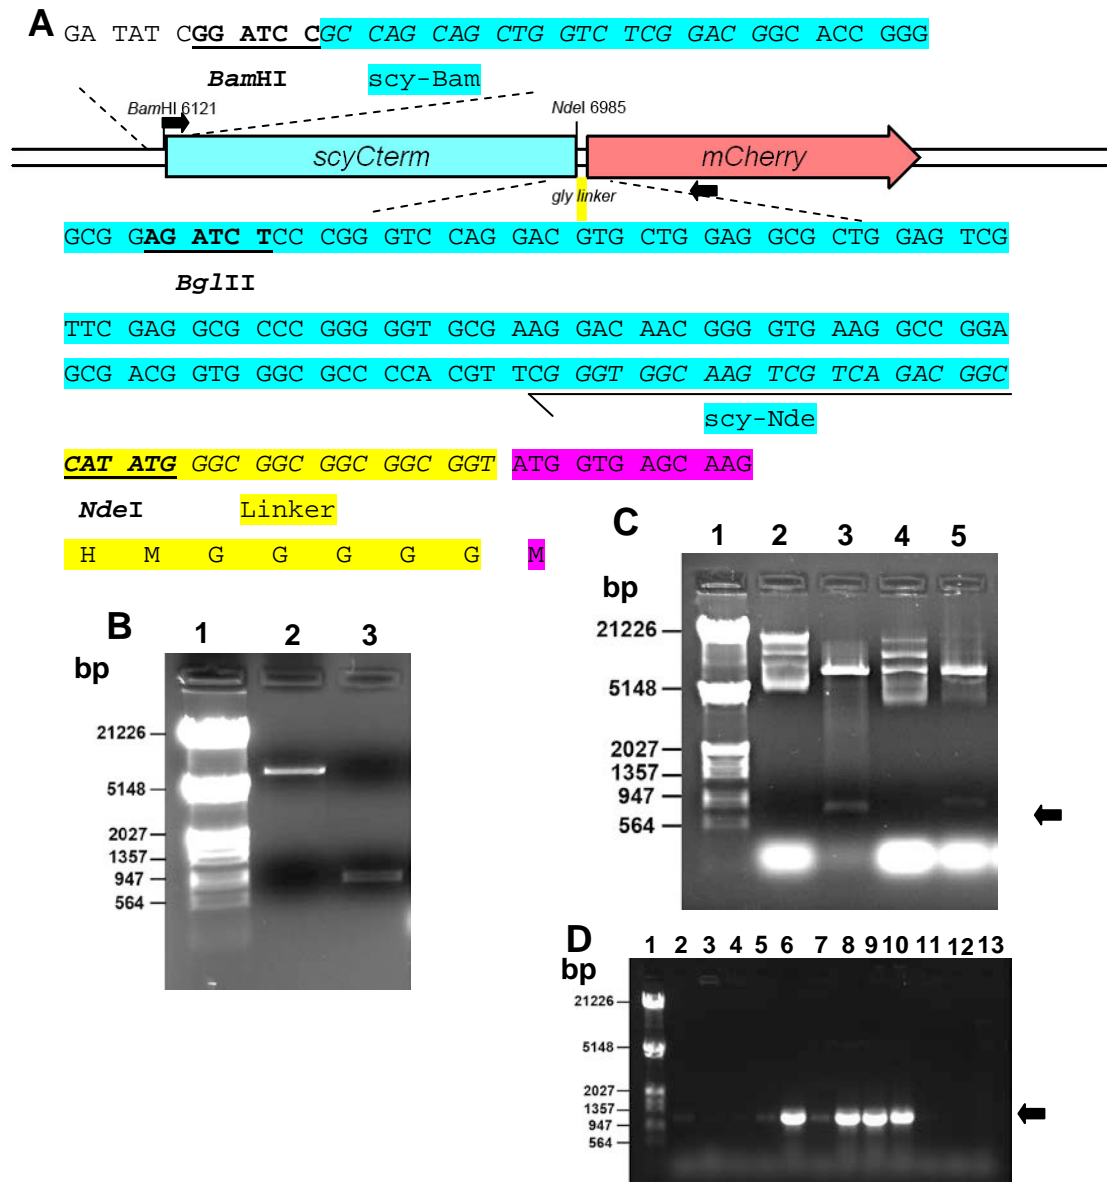 A
GA TAT CGG ATC CGC CAG CAG CTG GTC TCG GAC GGC ACC GGG
BamHI scy-Bam
BamHI 6121 NdeI 6985
scyCterm mCherry
gly linker
GCG GAG ATC TCC CGG GTC CAG GAC GTG CTG GAG GCG CTG GAG TCG
BglII
TTC GAG GCG CCC GGG GGT GCG AAG GAC AAC GGG GTG AAG GCC GGA
GCG ACG GTG GGC GCC CCA CGT TCG GGT GGC AAG TCG TCA GAC GGC
scy-Nde
CAT ATG GGC GGC GGC GGC GGT ATG GTG AGC AAG
NdeI Linker
H M G G G G G M
B
1 2 3
bp
21226
5148
2027
1357
947
564
C
1 2 3 4 5
bp
21226
5148
2027
1357
947
564
D
1 2 3 4 5 6 7 8 9 10 11 12 13
bp
21226
5148
2027
1357
947
564